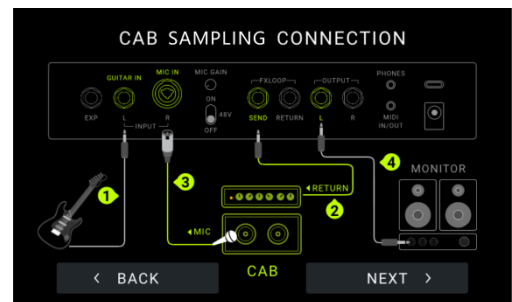 CAB SAMPLING CONNECTION
GUITAR IN
MIC IN
MIC GAIN
FXLOOP
OUTPUT
PHONES
ON
48V
OFF
EXP
L
R
INPUT
SEND
RETURN
L
R
MIDI
IN/OUT
1
3
4
MONITOR
◄RETURN
2
◄MIC
CAB
< BACK
NEXT >